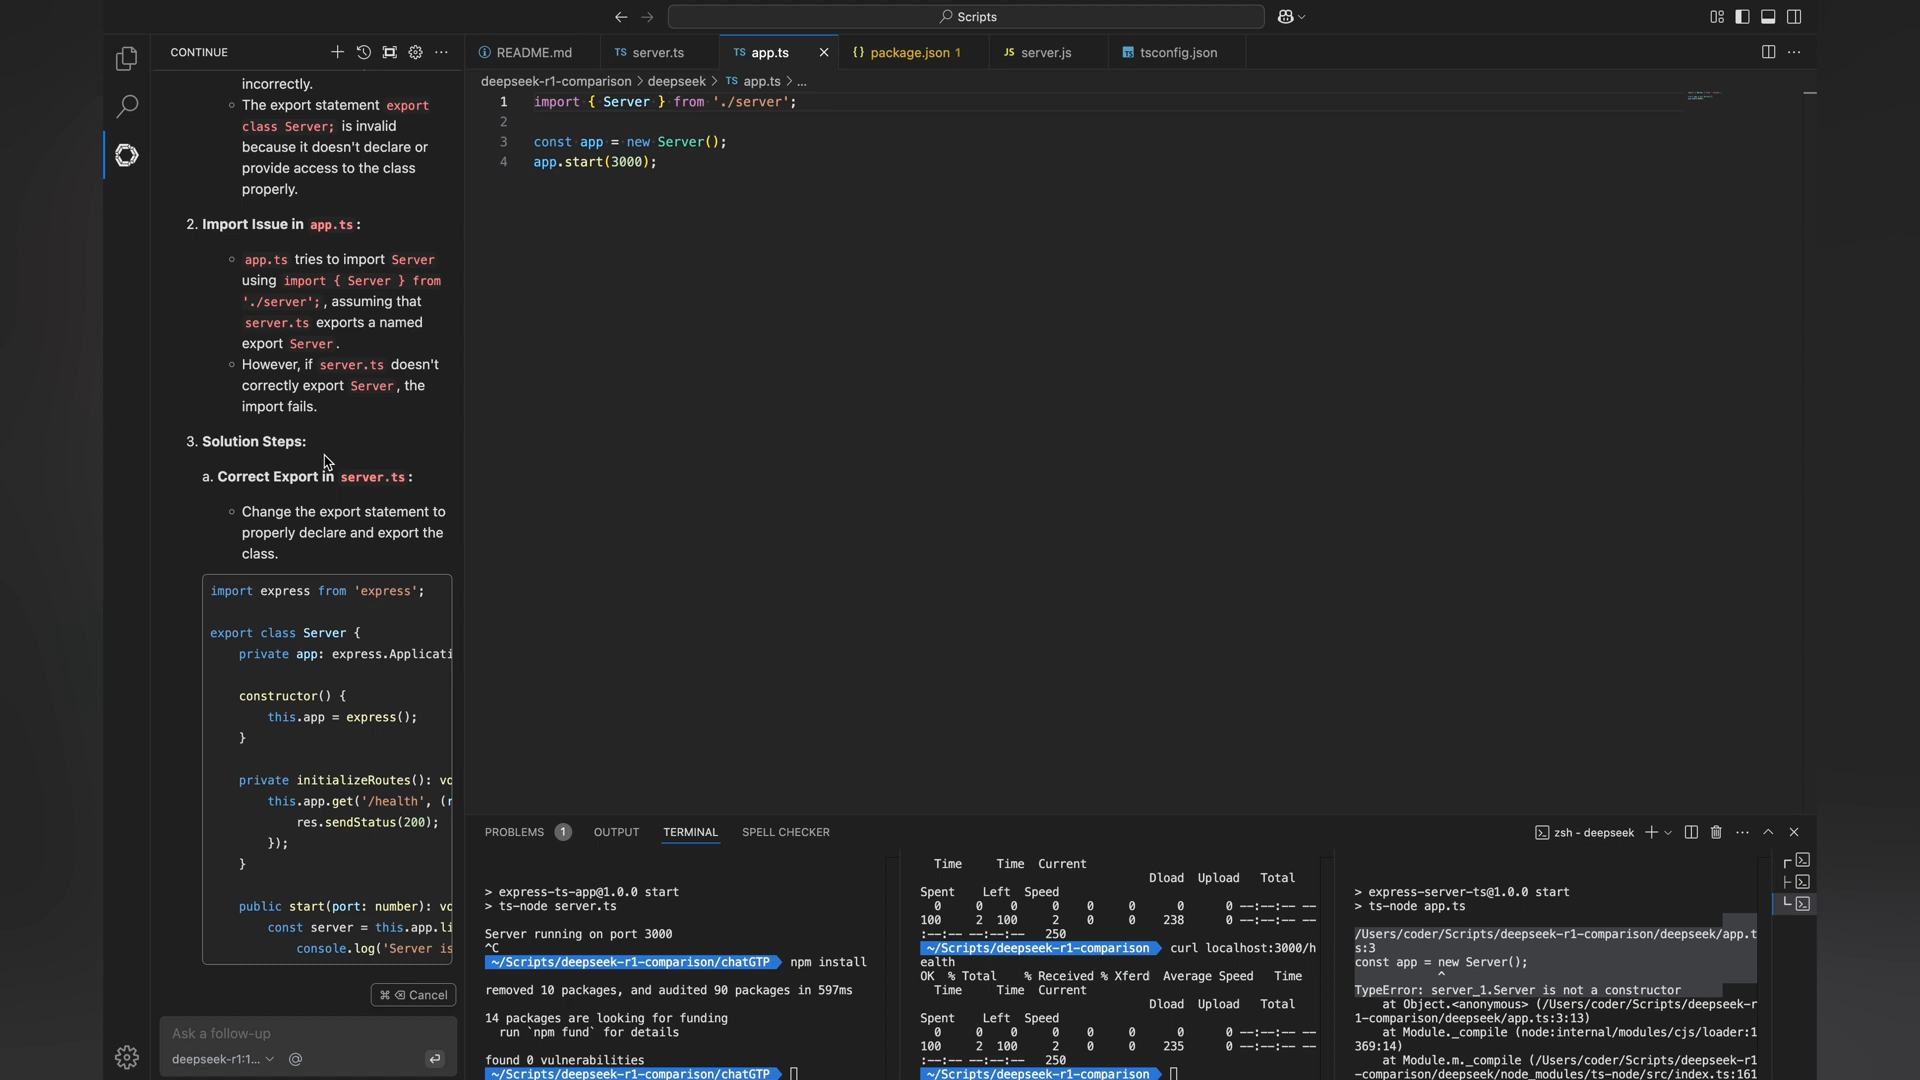 Scripts
CONTINUE
README.md
TS server.ts
TS app.ts
{} package.json 1
JS server.js
TS tsconfig.json
deepseek-r1-comparison > deepseek > TS app.ts > ...
incorrectly.
The export statement export
class Server; is invalid
because it doesn't declare or
provide access to the class
properly.
2. Import Issue in app.ts:
app.ts tries to import Server
using import { Server } from
'./server';, assuming that
server.ts exports a named
export Server.
However, if server.ts doesn't
correctly export Server, the
import fails.
3. Solution Steps:
a. Correct Export in server.ts:
Change the export statement to
properly declare and export the
class.
import express from 'express';
export class Server {
private app: express.Applicati
constructor() {
this.app = express();
}
private initializeRoutes(): vo
this.app.get('/health', (r
res.sendStatus(200);
});
}
public start(port: number): vo
const server = this.app.li
console.log('Server is
⌘ ⌫ Cancel
Ask a follow-up
deepseek-r1:1... @
1 import { Server } from './server';
2
3 const app = new Server();
4 app.start(3000);
PROBLEMS 1 OUTPUT TERMINAL SPELL CHECKER
zsh - deepseek
> express-ts-app@1.0.0 start
> ts-node server.ts
Server running on port 3000
^C
~/Scripts/deepseek-r1-comparison/chatGTP npm install
removed 10 packages, and audited 90 packages in 597ms
14 packages are looking for funding
run `npm fund` for details
found 0 vulnerabilities
~/Scripts/deepseek-r1-comparison/chatGTP
Time Time Current
Dload Upload Total
Spent Left Speed
0 0 0 0 0 0 0 0 --:--:-- --
100 2 100 2 0 0 238 0 --:--:-- --
:--:-- --:--:-- 250
~/Scripts/deepseek-r1-comparison curl localhost:3000/h
ealth
OK % Total % Received % Xferd Average Speed Time
Time Time Current
Dload Upload Total
Spent Left Speed
0 0 0 0 0 0 0 0 --:--:-- --
100 2 100 2 0 0 235 0 --:--:-- --
:--:-- --:--:-- 250
~/Scripts/deepseek-r1-comparison
> express-server-ts@1.0.0 start
> ts-node app.ts
/Users/coder/Scripts/deepseek-r1-comparison/deepseek/app.t
s:3
const app = new Server();
^
TypeError: server_1.Server is not a constructor
at Object.<anonymous> (/Users/coder/Scripts/deepseek-r
1-comparison/deepseek/app.ts:3:13)
at Module._compile (node:internal/modules/cjs/loader:1
369:14)
at Module.m._compile (/Users/coder/Scripts/deepseek-r1
-comparison/deepseek/node_modules/ts-node/src/index.ts:161